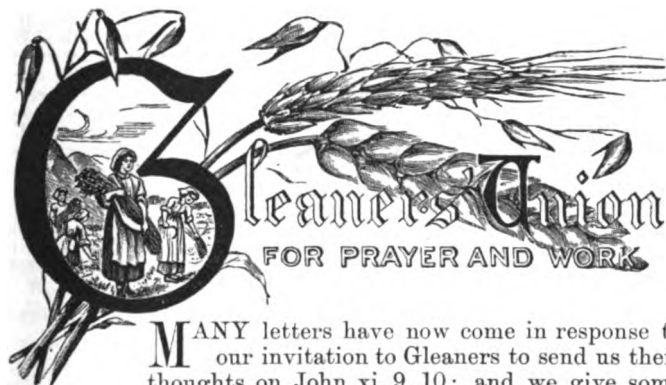 Gleaners' Union
FOR PRAYER AND WORK
MANY letters have now come in response
our invitation to Gleaners to send us
thoughts on John xi. 9, 10; and we give